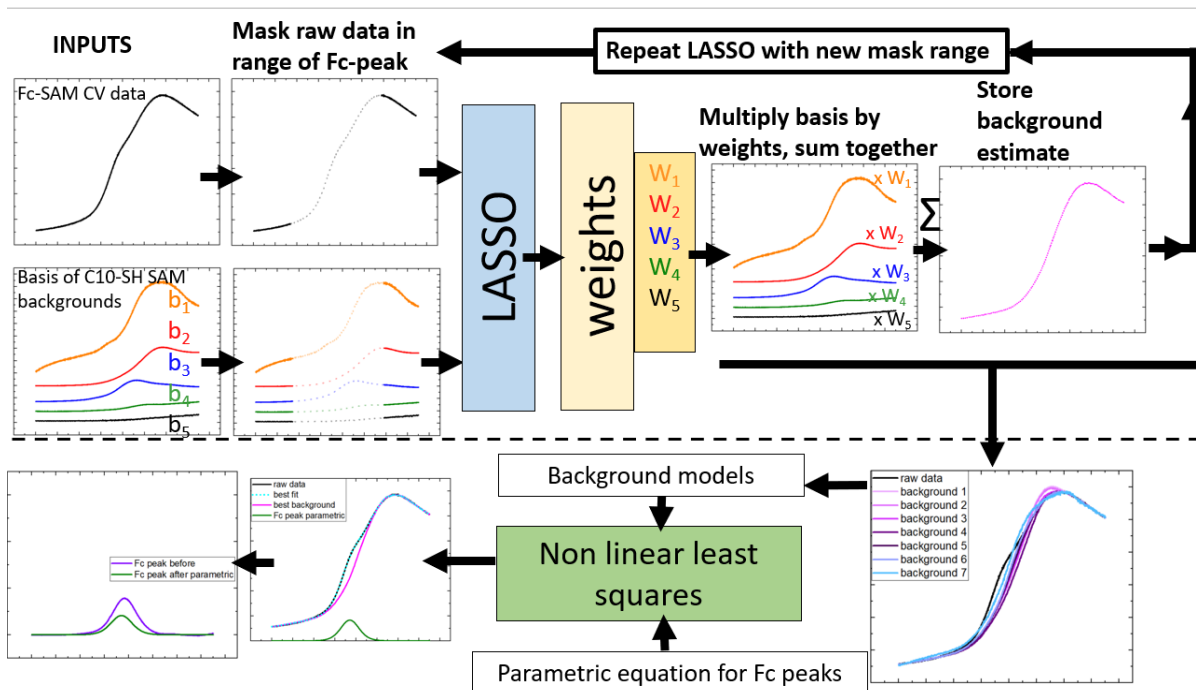 INPUTS
Mask raw data in
range of Fc-peak
Repeat LASSO with new mask range
Fc-SAM CV data
Store
background
estimate
Multiply basis by
weights, sum together
LASSO
weights
W1
W2
W3
W4
W5
x W1
x W2
x W3
x W4
x W5
Σ
Basis of C10-SH SAM
backgrounds
b1
b2
b3
b4
b5
Background models
Non linear least
squares
Parametric equation for Fc peaks
raw data
background 1
background 2
background 3
background 4
background 5
background 6
background 7
raw data
best fit
best background
Fc peak parametric
Fc peak before
Fc peak after parametric